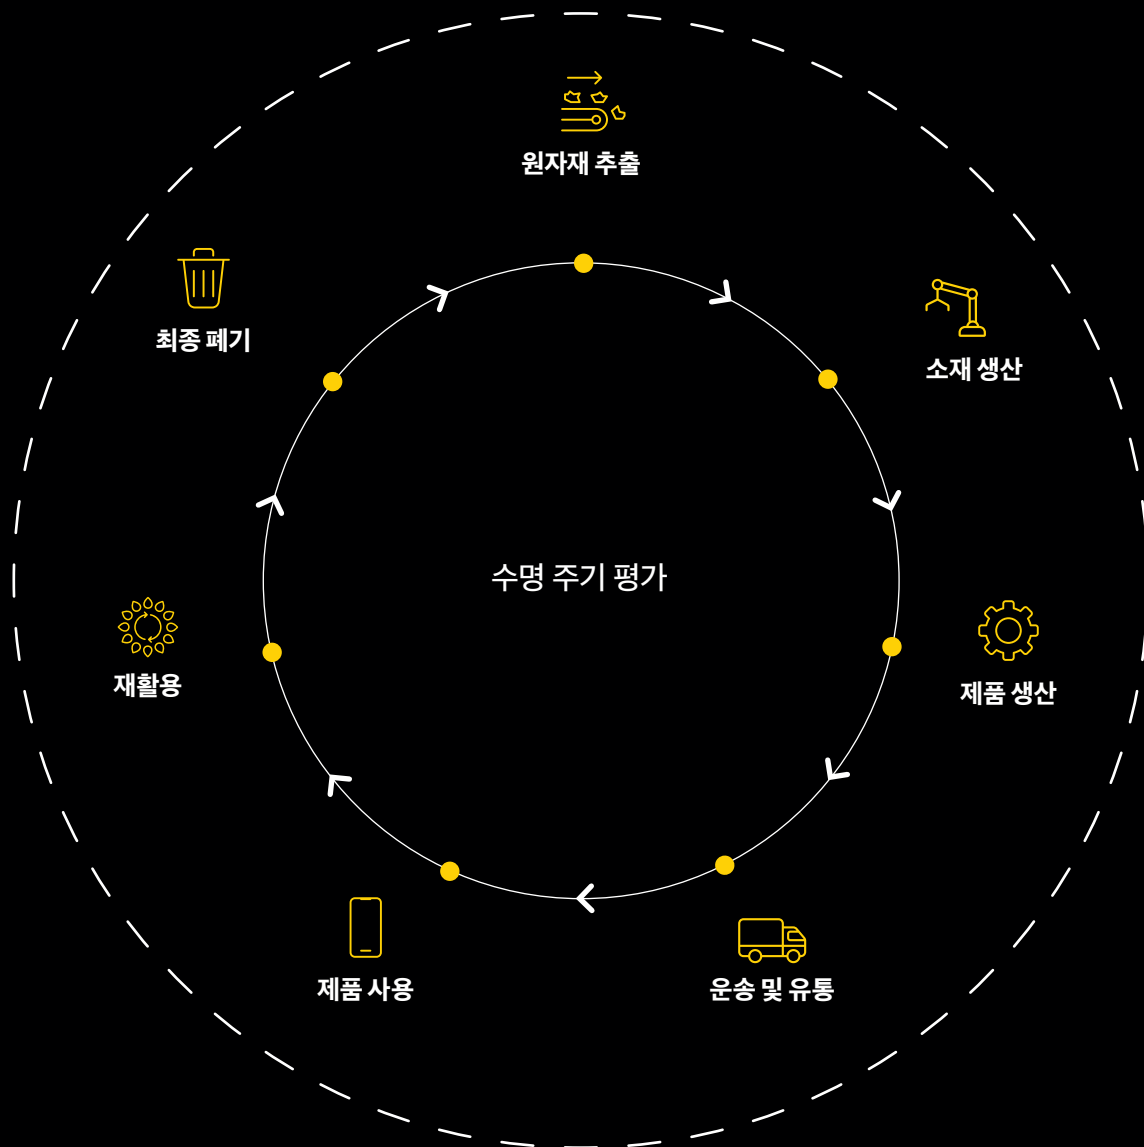 원자재 추출
최종 폐기
소재 생산
수명 주기 평가
재활용
제품 생산
제품 사용
운송 및 유통